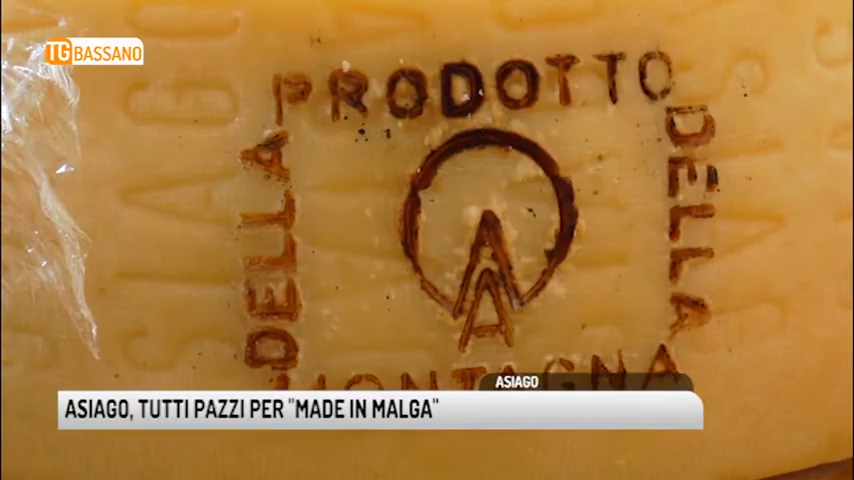 TG BASSANO
PRODOTTO
DELLA
DELLA
MONTAGNA
ASIAGO
ASIAGO, TUTTI PAZZI PER "MADE IN MALGA"